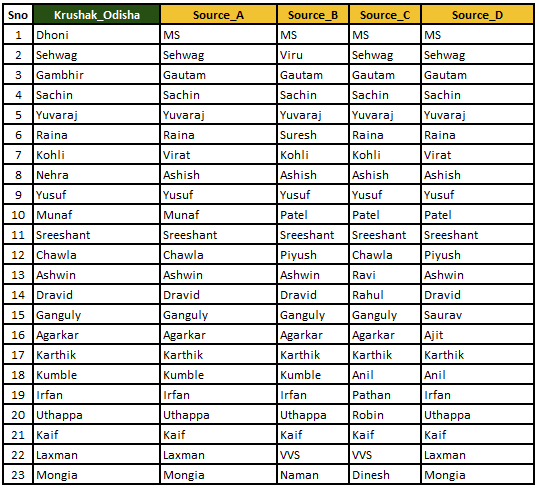 Sno Krushak_Odisha Source_A Source_B Source_C Source_D
1 Dhoni MS MS MS MS
2 Sehwag Sehwag Viru Sehwag Sehwag
3 Gambhir Gautam Gautam Gautam Gautam
4 Sachin Sachin Sachin Sachin Sachin
5 Yuvaraj Yuvaraj Yuvaraj Yuvaraj Yuvaraj
6 Raina Raina Suresh Raina Raina
7 Kohli Virat Kohli Kohli Virat
8 Nehra Ashish Ashish Ashish Ashish
9 Yusuf Yusuf Yusuf Yusuf Yusuf
10 Munaf Munaf Patel Patel Patel
11 Sreeshant Sreeshant Sreeshant Sreeshant Sreeshant
12 Chawla Chawla Piyush Chawla Piyush
13 Ashwin Ashwin Ashwin Ravi Ashwin
14 Dravid Dravid Dravid Rahul Dravid
15 Ganguly Ganguly Ganguly Ganguly Saurav
16 Agarkar Agarkar Agarkar Agarkar Ajit
17 Karthik Karthik Karthik Karthik Karthik
18 Kumble Kumble Kumble Anil Anil
19 Irfan Irfan Irfan Pathan Irfan
20 Uthappa Uthappa Uthappa Robin Uthappa
21 Kaif Kaif Kaif Kaif Kaif
22 Laxman Laxman VVS VVS Laxman
23 Mongia Mongia Naman Dinesh Mongia